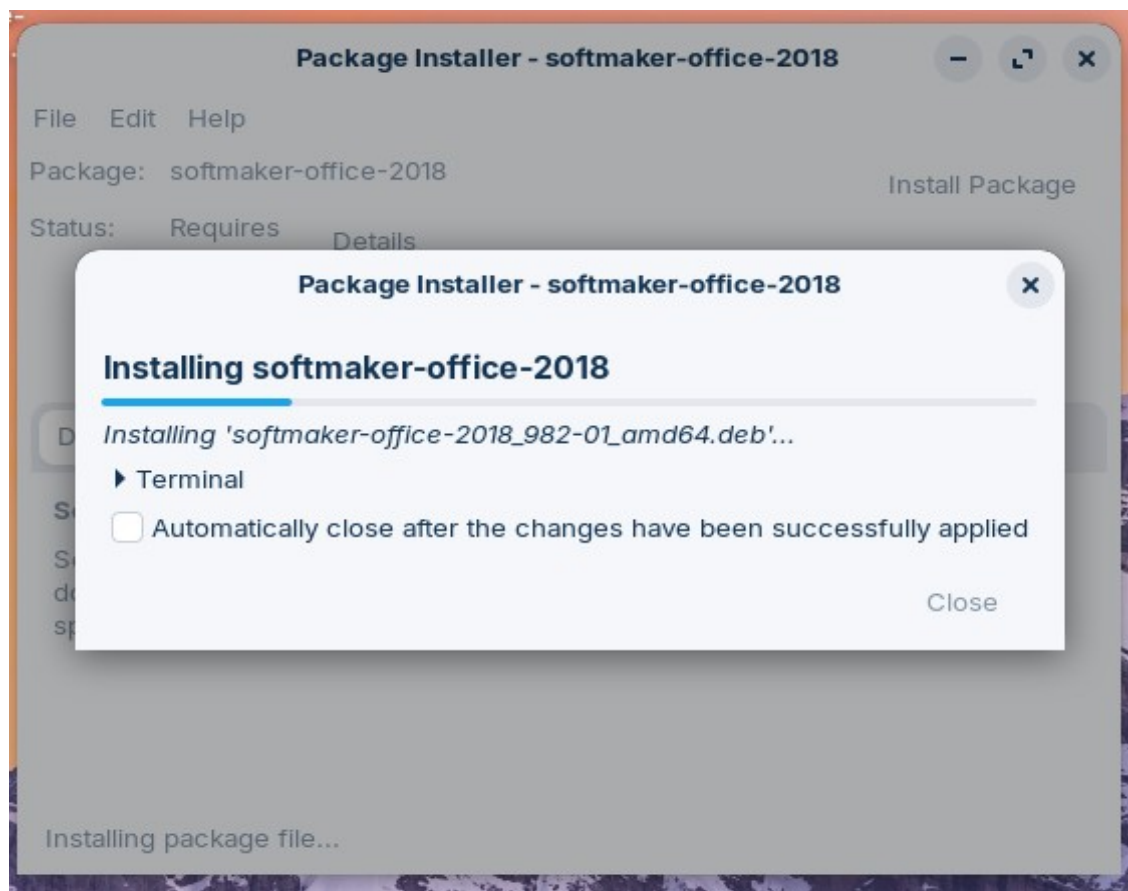 Package Installer - softmaker-office-2018
File Edit Help
Package: softmaker-office-2018
Install Package
Status: Requires
Details
Package Installer - softmaker-office-2018
Installing softmaker-office-2018
Installing 'softmaker-office-2018_982-01_amd64.deb'...
Terminal
Automatically close after the changes have been successfully applied
Close
Installing package file...